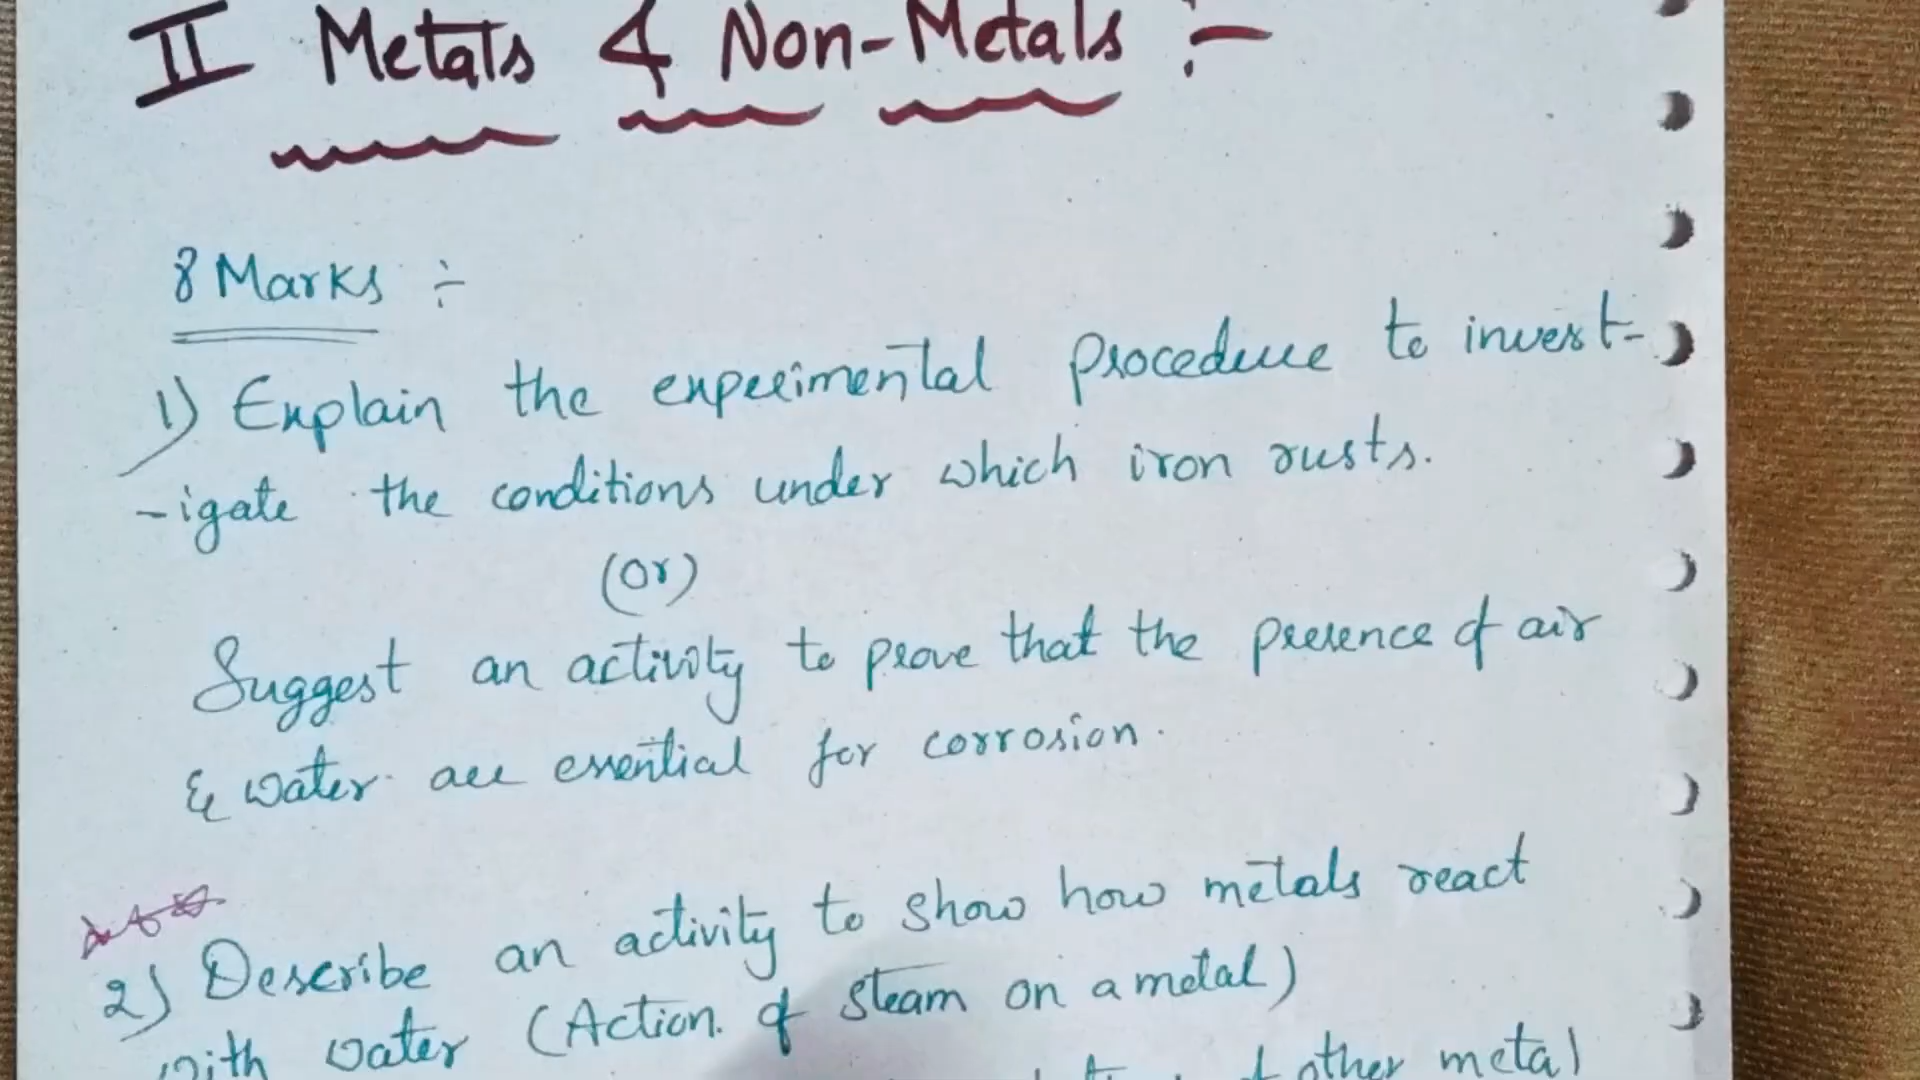 II Metals & Non-Metals :-
8 Marks :-
1) Explain the experimental procedure to invest-
-igate the conditions under which iron rusts.
(Or)
Suggest an activity to prove that the presence of air
& water are essential for corrosion.
2) Describe an activity to show how metals react
with water (Action of steam on a metal)
other metal